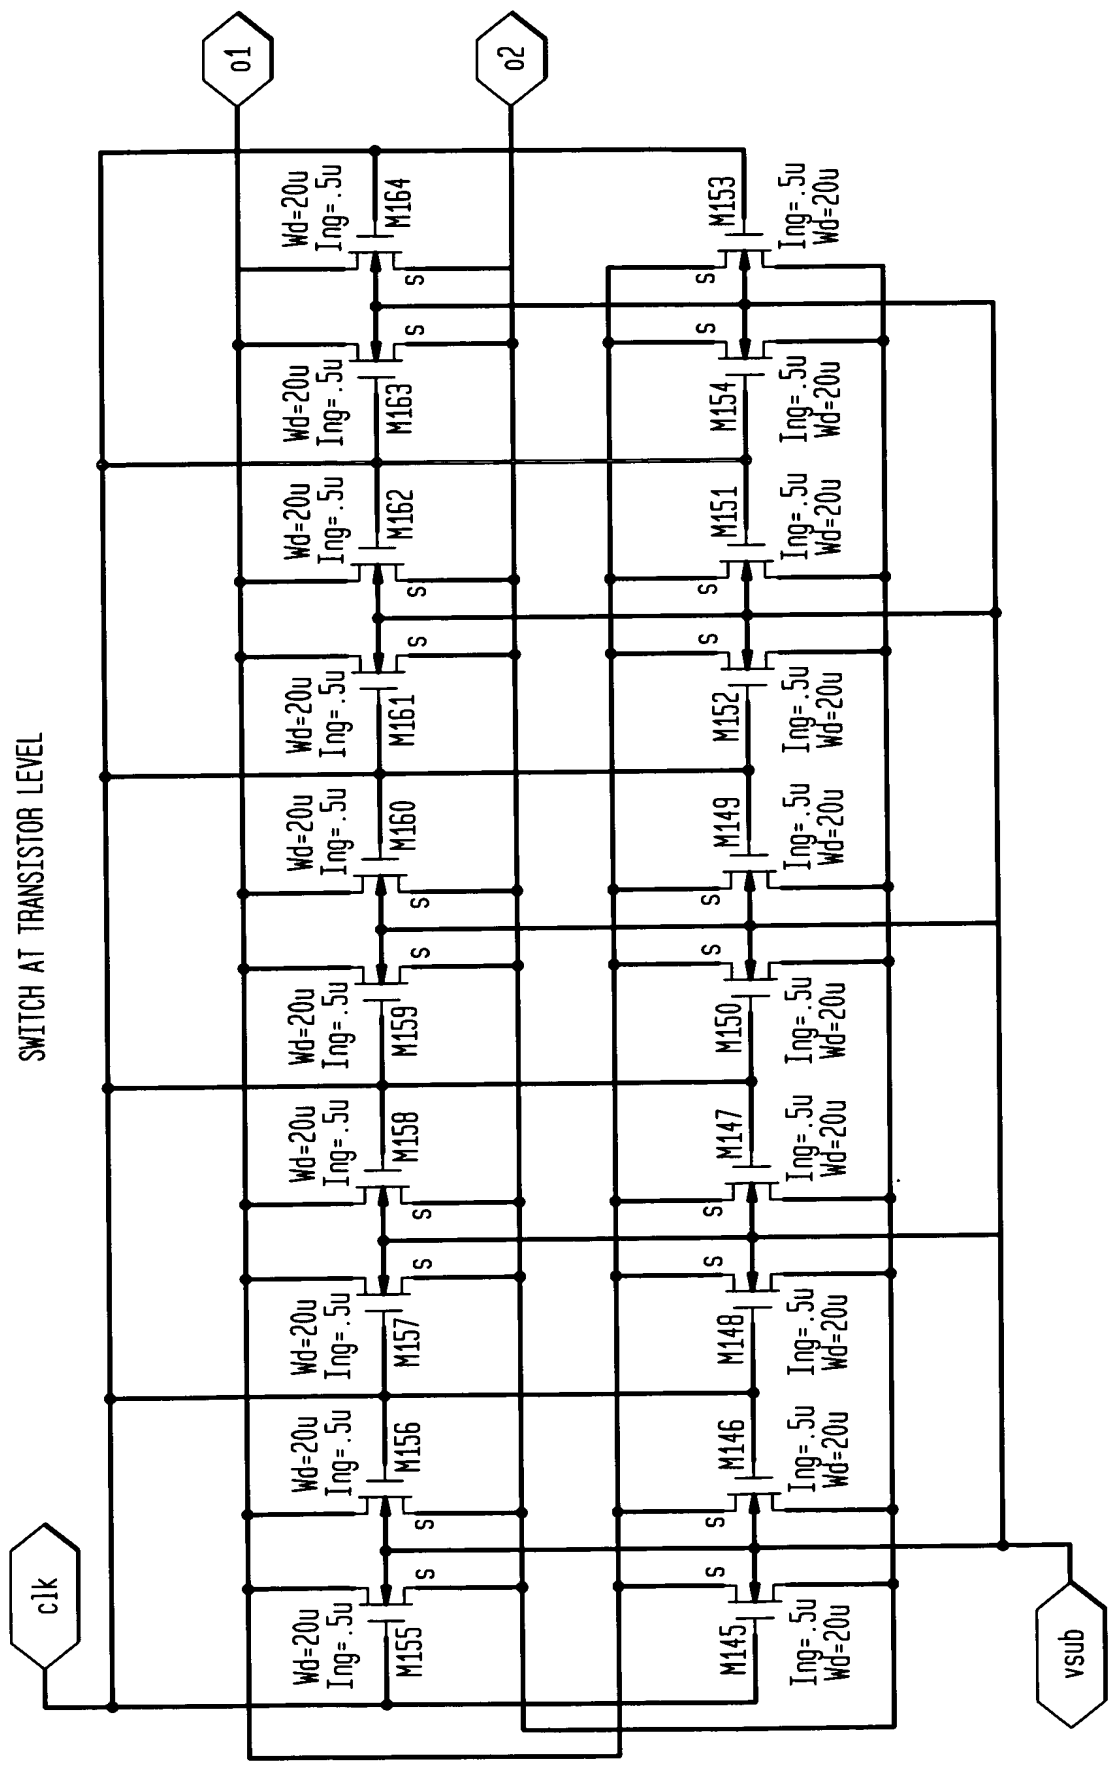 SWITCH AT TRANSISTOR LEVEL
clk
o1
Wd=20u
Ing=.5u
M155
Wd=20u
Ing=.5u
M156
Wd=20u
Ing=.5u
M157
Wd=20u
Ing=.5u
M158
Wd=20u
Ing=.5u
M159
Wd=20u
Ing=.5u
M160
Wd=20u
Ing=.5u
M161
Wd=20u
Ing=.5u
M162
Wd=20u
Ing=.5u
M163
Wd=20u
Ing=.5u
M164
S
S
S
S
S
S
S
S
S
S
o2
S
S
S
S
S
S
S
S
S
S
M145
Ing=.5u
Wd=20u
M146
Ing=.5u
Wd=20u
M148
Ing=.5u
Wd=20u
M147
Ing=.5u
Wd=20u
M150
Ing=.5u
Wd=20u
M149
Ing=.5u
Wd=20u
M152
Ing=.5u
Wd=20u
M151
Ing=.5u
Wd=20u
M154
Ing=.5u
Wd=20u
M153
Ing=.5u
Wd=20u
vsub